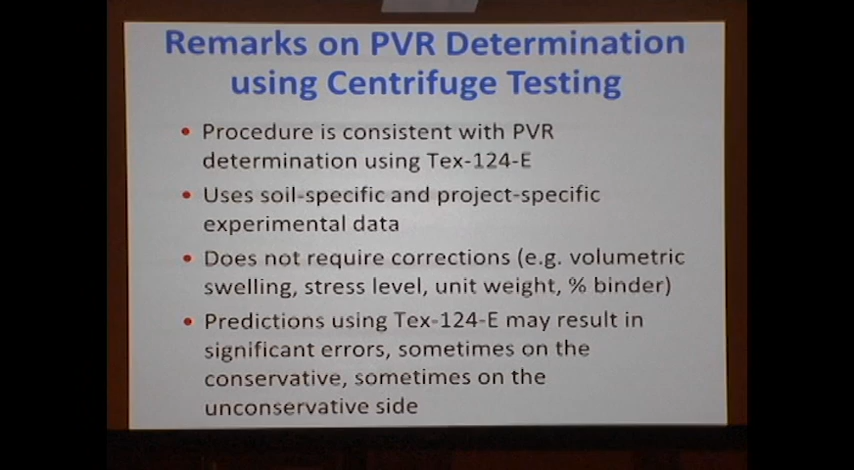 Remarks on PVR Determination
using Centrifuge Testing
• Procedure is consistent with PVR
determination using Tex-124-E
• Uses soil-specific and project-specific
experimental data
• Does not require corrections (e.g. volumetric
swelling, stress level, unit weight, % binder)
• Predictions using Tex-124-E may result in
significant errors, sometimes on the
conservative, sometimes on the
unconservative side